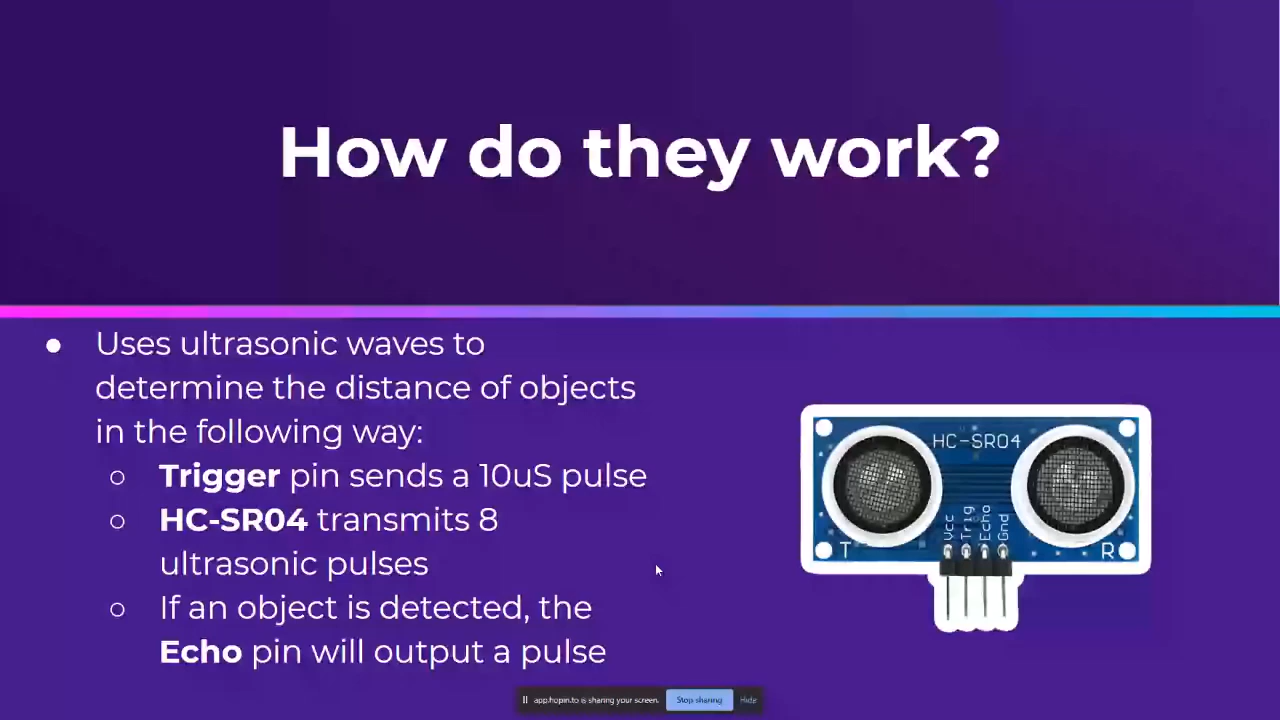 How do they work?
● Uses ultrasonic waves to
determine the distance of objects
in the following way:
○ Trigger pin sends a 10uS pulse
○ HC-SR04 transmits 8
ultrasonic pulses
○ If an object is detected, the
Echo pin will output a pulse
HC-SR04
Vcc
Trig
Echo
Gnd
T
R
app.hopin.to is sharing your screen. Stop sharing Hide